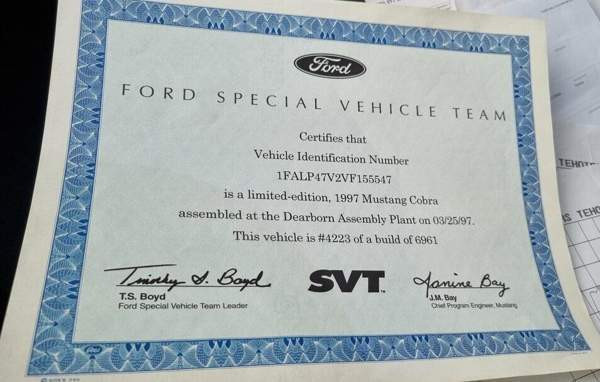 Ford
FORD SPECIAL VEHICLE TEAM
Certifies that
Vehicle Identification Number
1FALP47V2VF155547
is a limited-edition, 1997 Mustang Cobra
assembled at the Dearborn Assembly Plant on 03/25/97.
This vehicle is #4223 of a build of 6961
T.S. Boyd
Ford Special Vehicle Team Leader
SVT
Janine Bay
J.M. Bay
Chief Program Engineer, Mustang